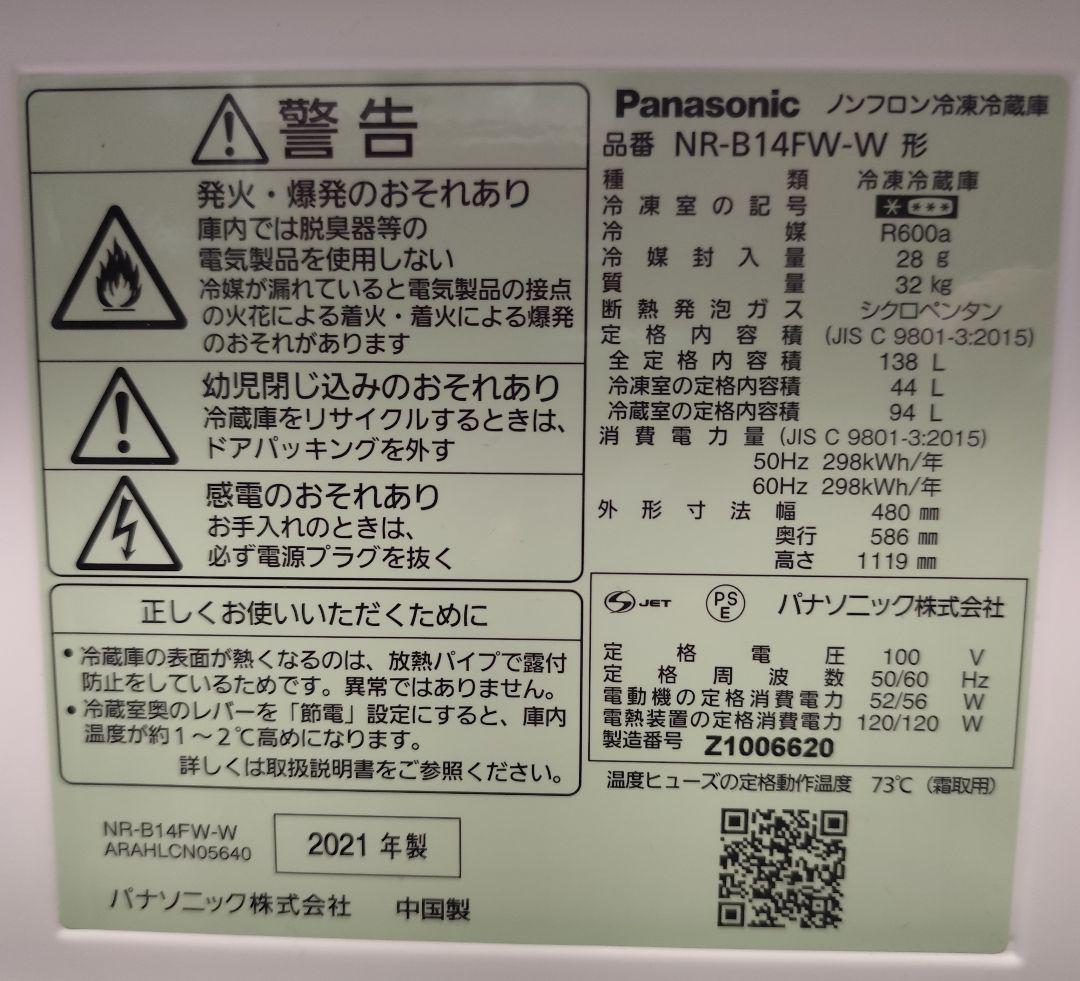 警告
発火・爆発のおそれあり
庫内では脱臭器等の
電気製品を使用しない
冷媒が漏れていると電気製品の接点
の火花による着火・着火による爆発
のおそれがあります
幼児閉じ込みのおそれあり
冷蔵庫をリサイクルするときは、
ドアパッキングを外す
感電のおそれあり
お手入れのときは、
必ず電源プラグを抜く
正しくお使いいただくために
•冷蔵庫の表面が熱くなるのは、放熱パイプで露付
防止をしているためです。異常ではありません。
•冷蔵室奥のレバーを「節電」設定にすると、庫内
温度が約1〜2℃高めになります。
詳しくは取扱説明書をご参照ください。
NR-B14FW-W
ARAHLCN05640
2021 年製
パナソニック株式会社 中国製
Panasonic ノンフロン冷凍冷蔵庫
品番 NR-B14FW-W 形
種類 冷凍冷蔵庫
冷凍室の記号 * ***
冷媒 R600a
冷媒封入量 28 g
質量 32 kg
断熱発泡ガス シクロペンタン
定格内容積 (JIS C 9801-3:2015)
全定格内容積 138 L
冷凍室の定格内容積 44 L
冷蔵室の定格内容積 94 L
消費電力量 (JIS C 9801-3:2015)
50Hz 298kWh/年
60Hz 298kWh/年
外形寸法 幅 480 ㎜
奥行 586 ㎜
高さ 1119 ㎜
JET PS E パナソニック株式会社
定格電圧 100 V
定格周波数 50/60 Hz
電動機の定格消費電力 52/56 W
電熱装置の定格消費電力 120/120 W
製造番号 Z1006620
温度ヒューズの定格動作温度 73℃ (霜取用)